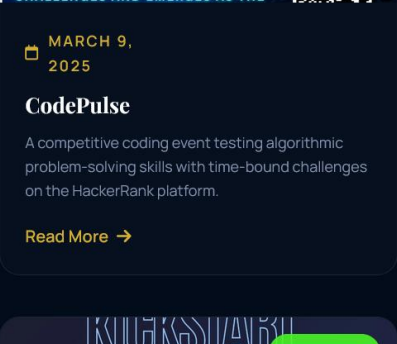 MARCH 9,
2025
CodePulse
A competitive coding event testing algorithmic
problem-solving skills with time-bound challenges
on the HackerRank platform.
Read More →
KICKSTART